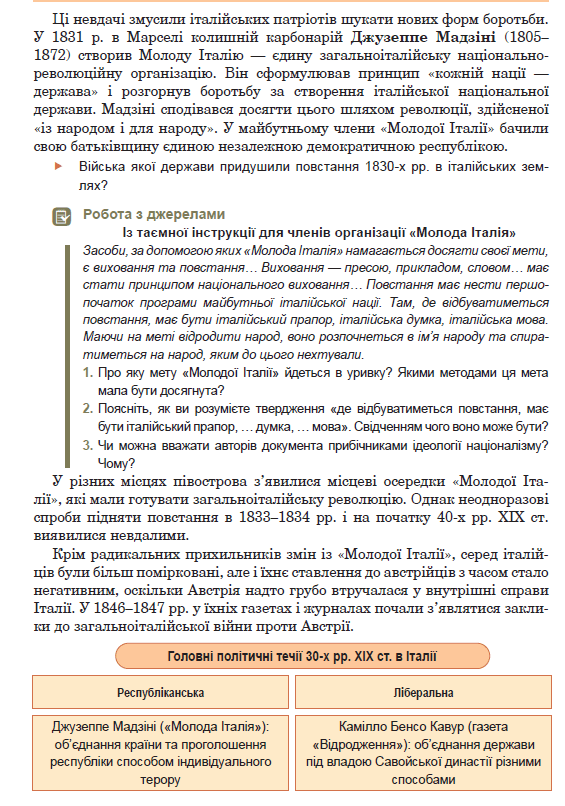 Ці невдачі змусили італійських патріотів шукати нових форм боротьби.
У 1831 р. в Марселі колишній карбонарій Джузеппе Мадзіні (1805–
1872) створив Молоду Італію — єдину загальноіталійську національно-
революційну організацію. Він сформулював принцип «кожній нації —
держава» і розгорнув боротьбу за створення італійської національної
держави. Мадзіні сподівався досягти цього шляхом революції, здійсненої
«із народом і для народу». У майбутньому члени «Молодої Італії» бачили
свою батьківщину єдиною незалежною демократичною республікою.
▸ Війська якої держави придушили повстання 1830-х рр. в італійських зем-
лях?
Робота з джерелами
Із таємної інструкції для членів організації «Молода Італія»
Засоби, за допомогою яких «Молода Італія» намагається досягти своєї мети,
є виховання та повстання… Виховання — пресою, прикладом, словом… має
стати принципом національного виховання… Повстання має нести першо-
початок програми майбутньої італійської нації. Там, де відбуватиметься
повстання, має бути італійський прапор, італійська думка, італійська мова.
Маючи на меті відродити народ, воно розпочнеться в ім’я народу та спира-
тиметься на народ, яким до цього нехтували.
1. Про яку мету «Молодої Італії» йдеться в уривку? Якими методами ця мета
мала бути досягнута?
2. Поясніть, як ви розумієте твердження «де відбуватиметься повстання, має
бути італійський прапор, … думка, … мова». Свідченням чого воно може бути?
3. Чи можна вважати авторів документа прибічниками ідеології націоналізму?
Чому?
У різних місцях півострова з’явилися місцеві осередки «Молодої Іта-
лії», які мали готувати загальноіталійську революцію. Однак неодноразові
спроби підняти повстання в 1833–1834 рр. і на початку 40-х рр. XIX ст.
виявилися невдалими.
Крім радикальних прихильників змін із «Молодої Італії», серед італій-
ців були більш помірковані, але і їхнє ставлення до австрійців з часом стало
негативним, оскільки Австрія надто грубо втручалася у внутрішні справи
Італії. У 1846–1847 рр. у їхніх газетах і журналах почали з’являтися закли-
ки до загальноіталійської війни проти Австрії.
Головні політичні течії 30-х рр. XIX ст. в Італії
Республіканська
Ліберальна
Джузеппе Мадзіні («Молода Італія»):
об’єднання країни та проголошення
республіки способом індивідуального
терору
Камілло Бенсо Кавур (газета
«Відродження»): об’єднання держави
під владою Савойської династії різними
способами